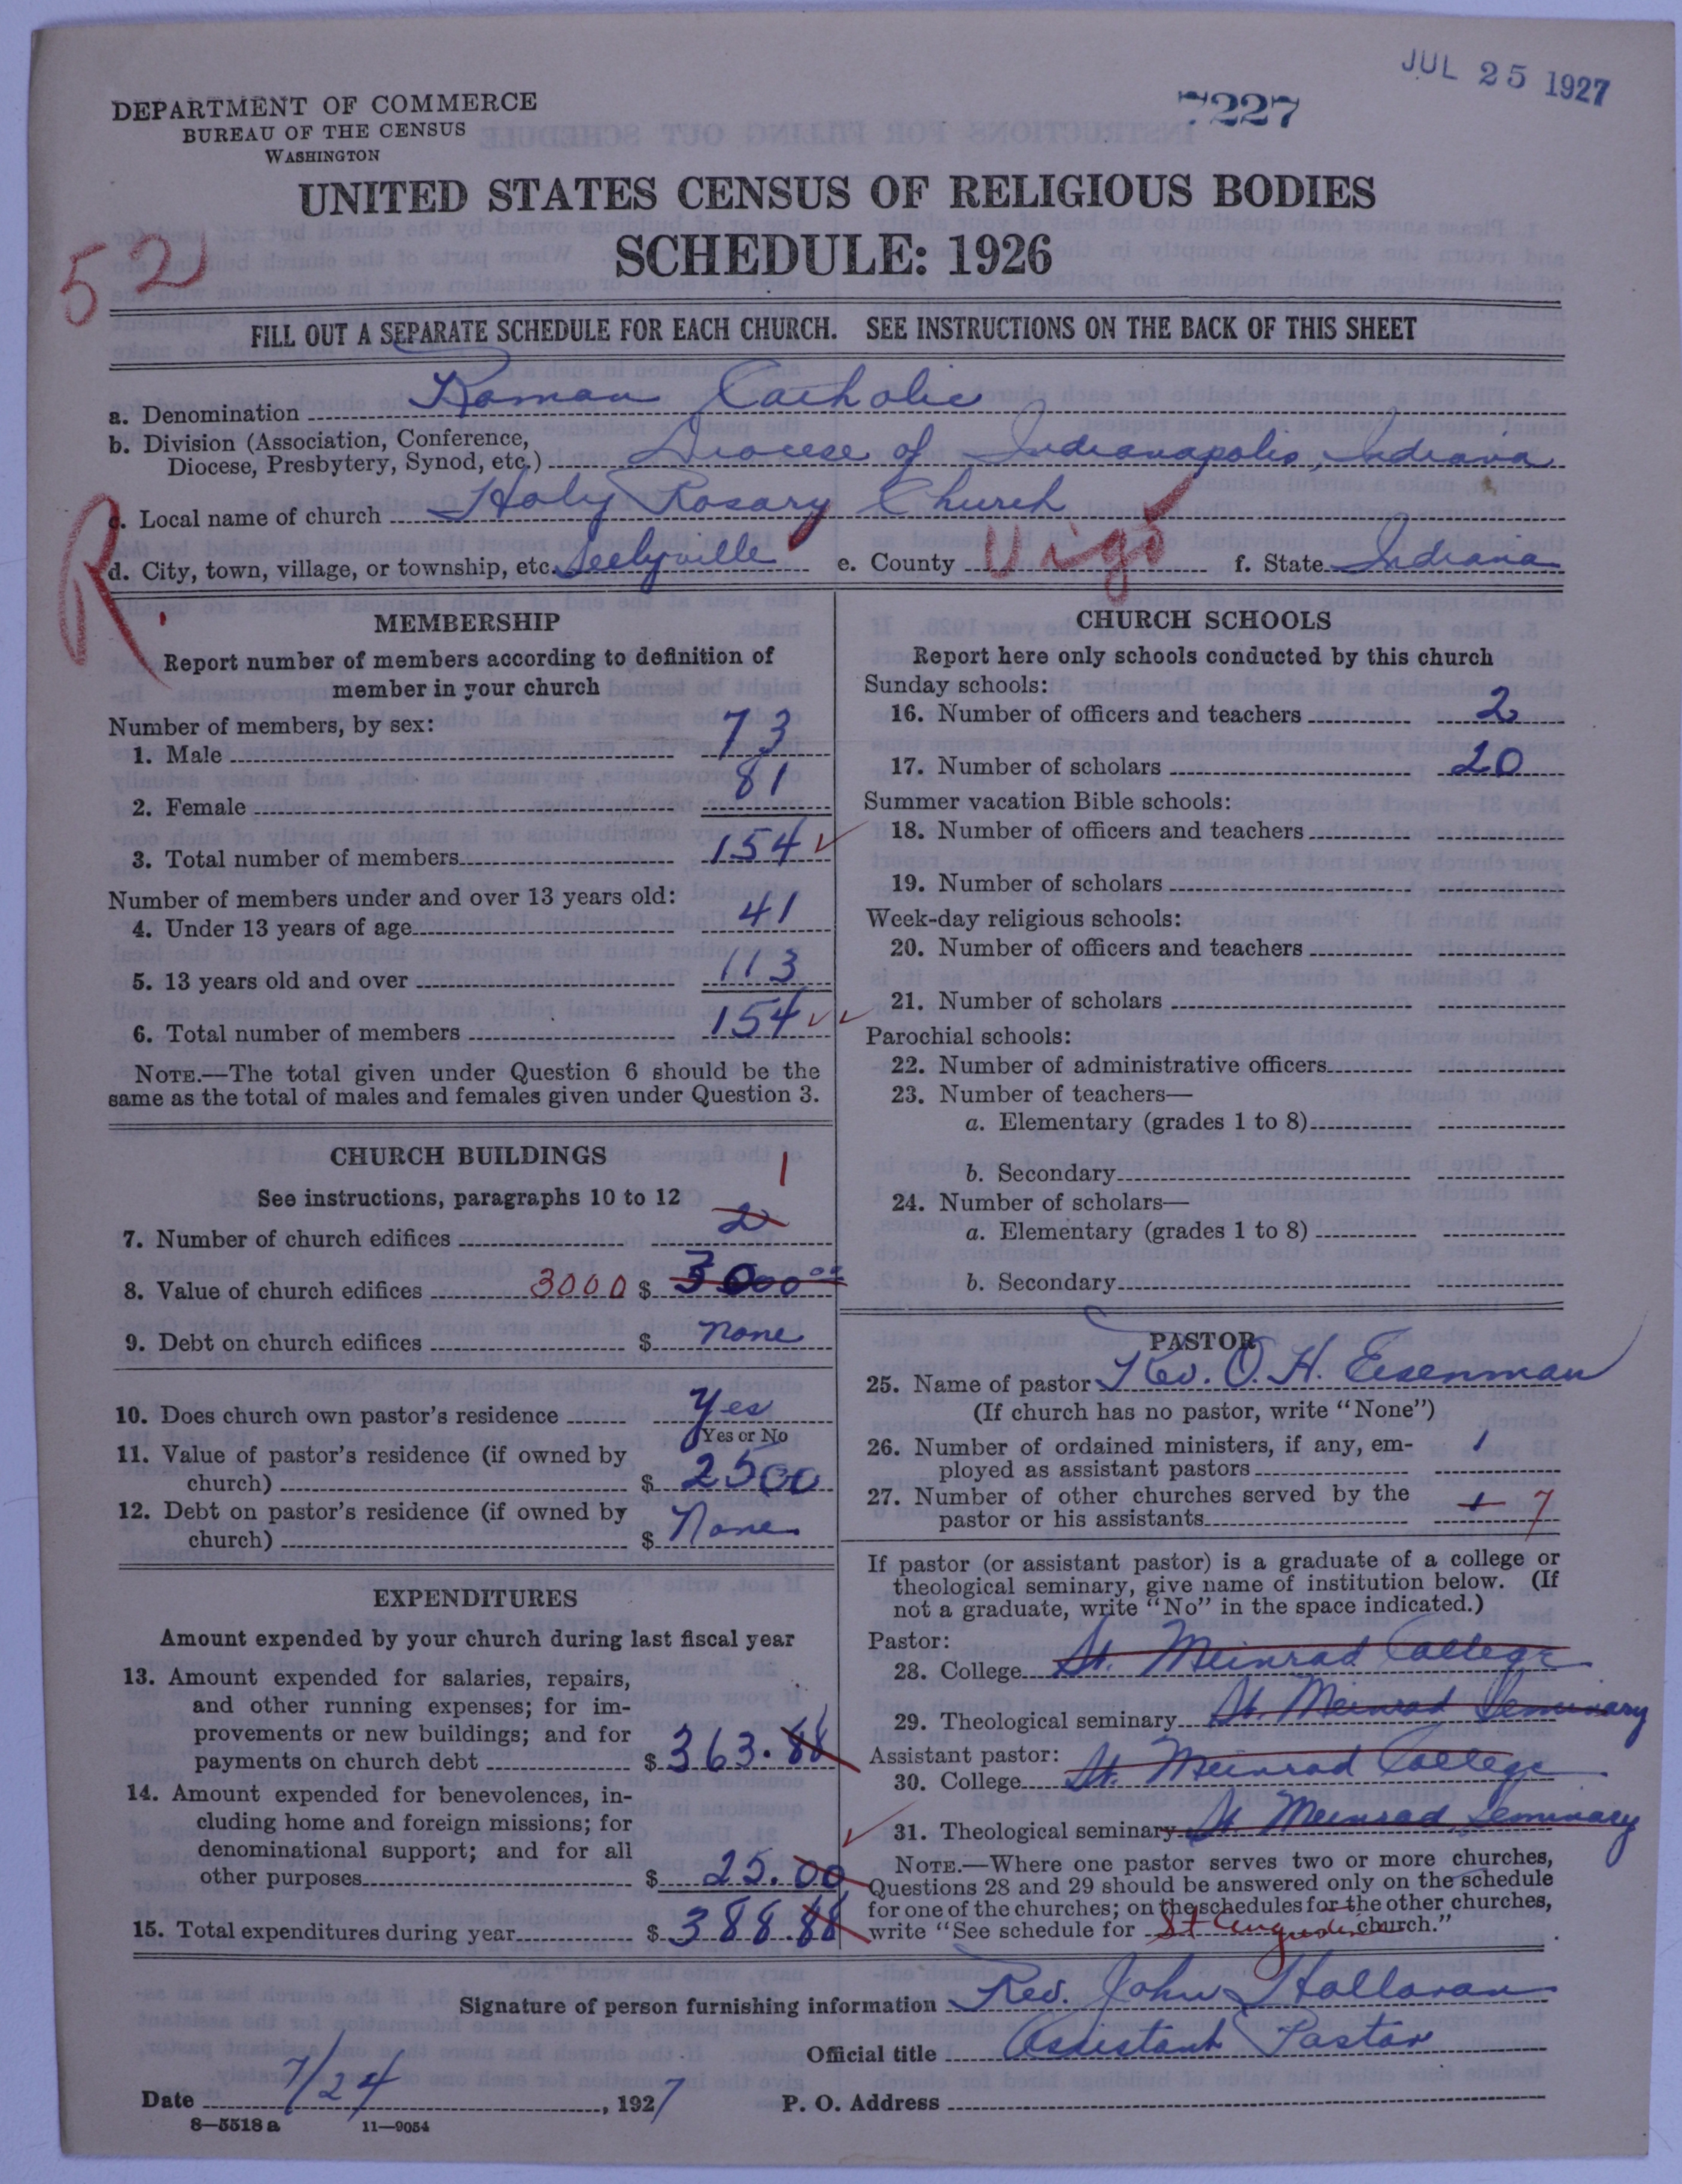 JUL 25 1927
7227
DEPARTMENT OF COMMERCE
BUREAU OF THE CENSUS
WASHINGTON
UNITED STATES CENSUS OF RELIGIOUS BODIES
SCHEDULE: 1926
52
FILL OUT A SEPARATE SCHEDULE FOR EACH CHURCH. SEE INSTRUCTIONS ON THE BACK OF THIS SHEET
a. Denomination Roman Catholic
b. Division (Association, Conference,
Diocese, Presbytery, Synod, etc.) Diocese of Indianapolis, Indiana
R.
c. Local name of church Holy Rosary Church
d. City, town, village, or township, etc. Seelyville e. County Vigo f. State Indiana
MEMBERSHIP
Report number of members according to definition of
member in your church
Number of members, by sex:
1. Male 73
2. Female 81
3. Total number of members 154
Number of members under and over 13 years old:
4. Under 13 years of age 41
5. 13 years old and over 113
6. Total number of members 154
NOTE.—The total given under Question 6 should be the
same as the total of males and females given under Question 3.
CHURCH BUILDINGS
See instructions, paragraphs 10 to 12
1
7. Number of church edifices 2
8. Value of church edifices 3000 $ 3000.00
9. Debt on church edifices $ none
10. Does church own pastor's residence Yes
Yes or No
11. Value of pastor's residence (if owned by
church) $ 2500
12. Debt on pastor's residence (if owned by
church) $ None
EXPENDITURES
Amount expended by your church during last fiscal year
13. Amount expended for salaries, repairs,
and other running expenses; for im-
provements or new buildings; and for
payments on church debt $ 363.88
14. Amount expended for benevolences, in-
cluding home and foreign missions; for
denominational support; and for all
other purposes $ 25.00
15. Total expenditures during year $ 388.88
CHURCH SCHOOLS
Report here only schools conducted by this church
Sunday schools:
16. Number of officers and teachers 2
17. Number of scholars 20
Summer vacation Bible schools:
18. Number of officers and teachers
19. Number of scholars
Week-day religious schools:
20. Number of officers and teachers
21. Number of scholars
Parochial schools:
22. Number of administrative officers
23. Number of teachers—
a. Elementary (grades 1 to 8)
b. Secondary
24. Number of scholars—
a. Elementary (grades 1 to 8)
b. Secondary
PASTOR
25. Name of pastor Rev. O. H. Eisenman
(If church has no pastor, write "None")
26. Number of ordained ministers, if any, em-
ployed as assistant pastors 1
27. Number of other churches served by the
pastor or his assistants 1 7
If pastor (or assistant pastor) is a graduate of a college or
theological seminary, give name of institution below. (If
not a graduate, write "No" in the space indicated.)
Pastor:
28. College St. Meinrad College
29. Theological seminary St. Meinrad Seminary
Assistant pastor:
30. College St. Meinrad College
31. Theological seminary St. Meinrad Seminary
NOTE.—Where one pastor serves two or more churches,
Questions 28 and 29 should be answered only on the schedule
for one of the churches; on the schedules for the other churches,
write "See schedule for St church."
Signature of person furnishing information Rev. John Halloran
Official title Assistant Pastor
Date 7/24, 1927 P. O. Address
8—5518 a 11—9054